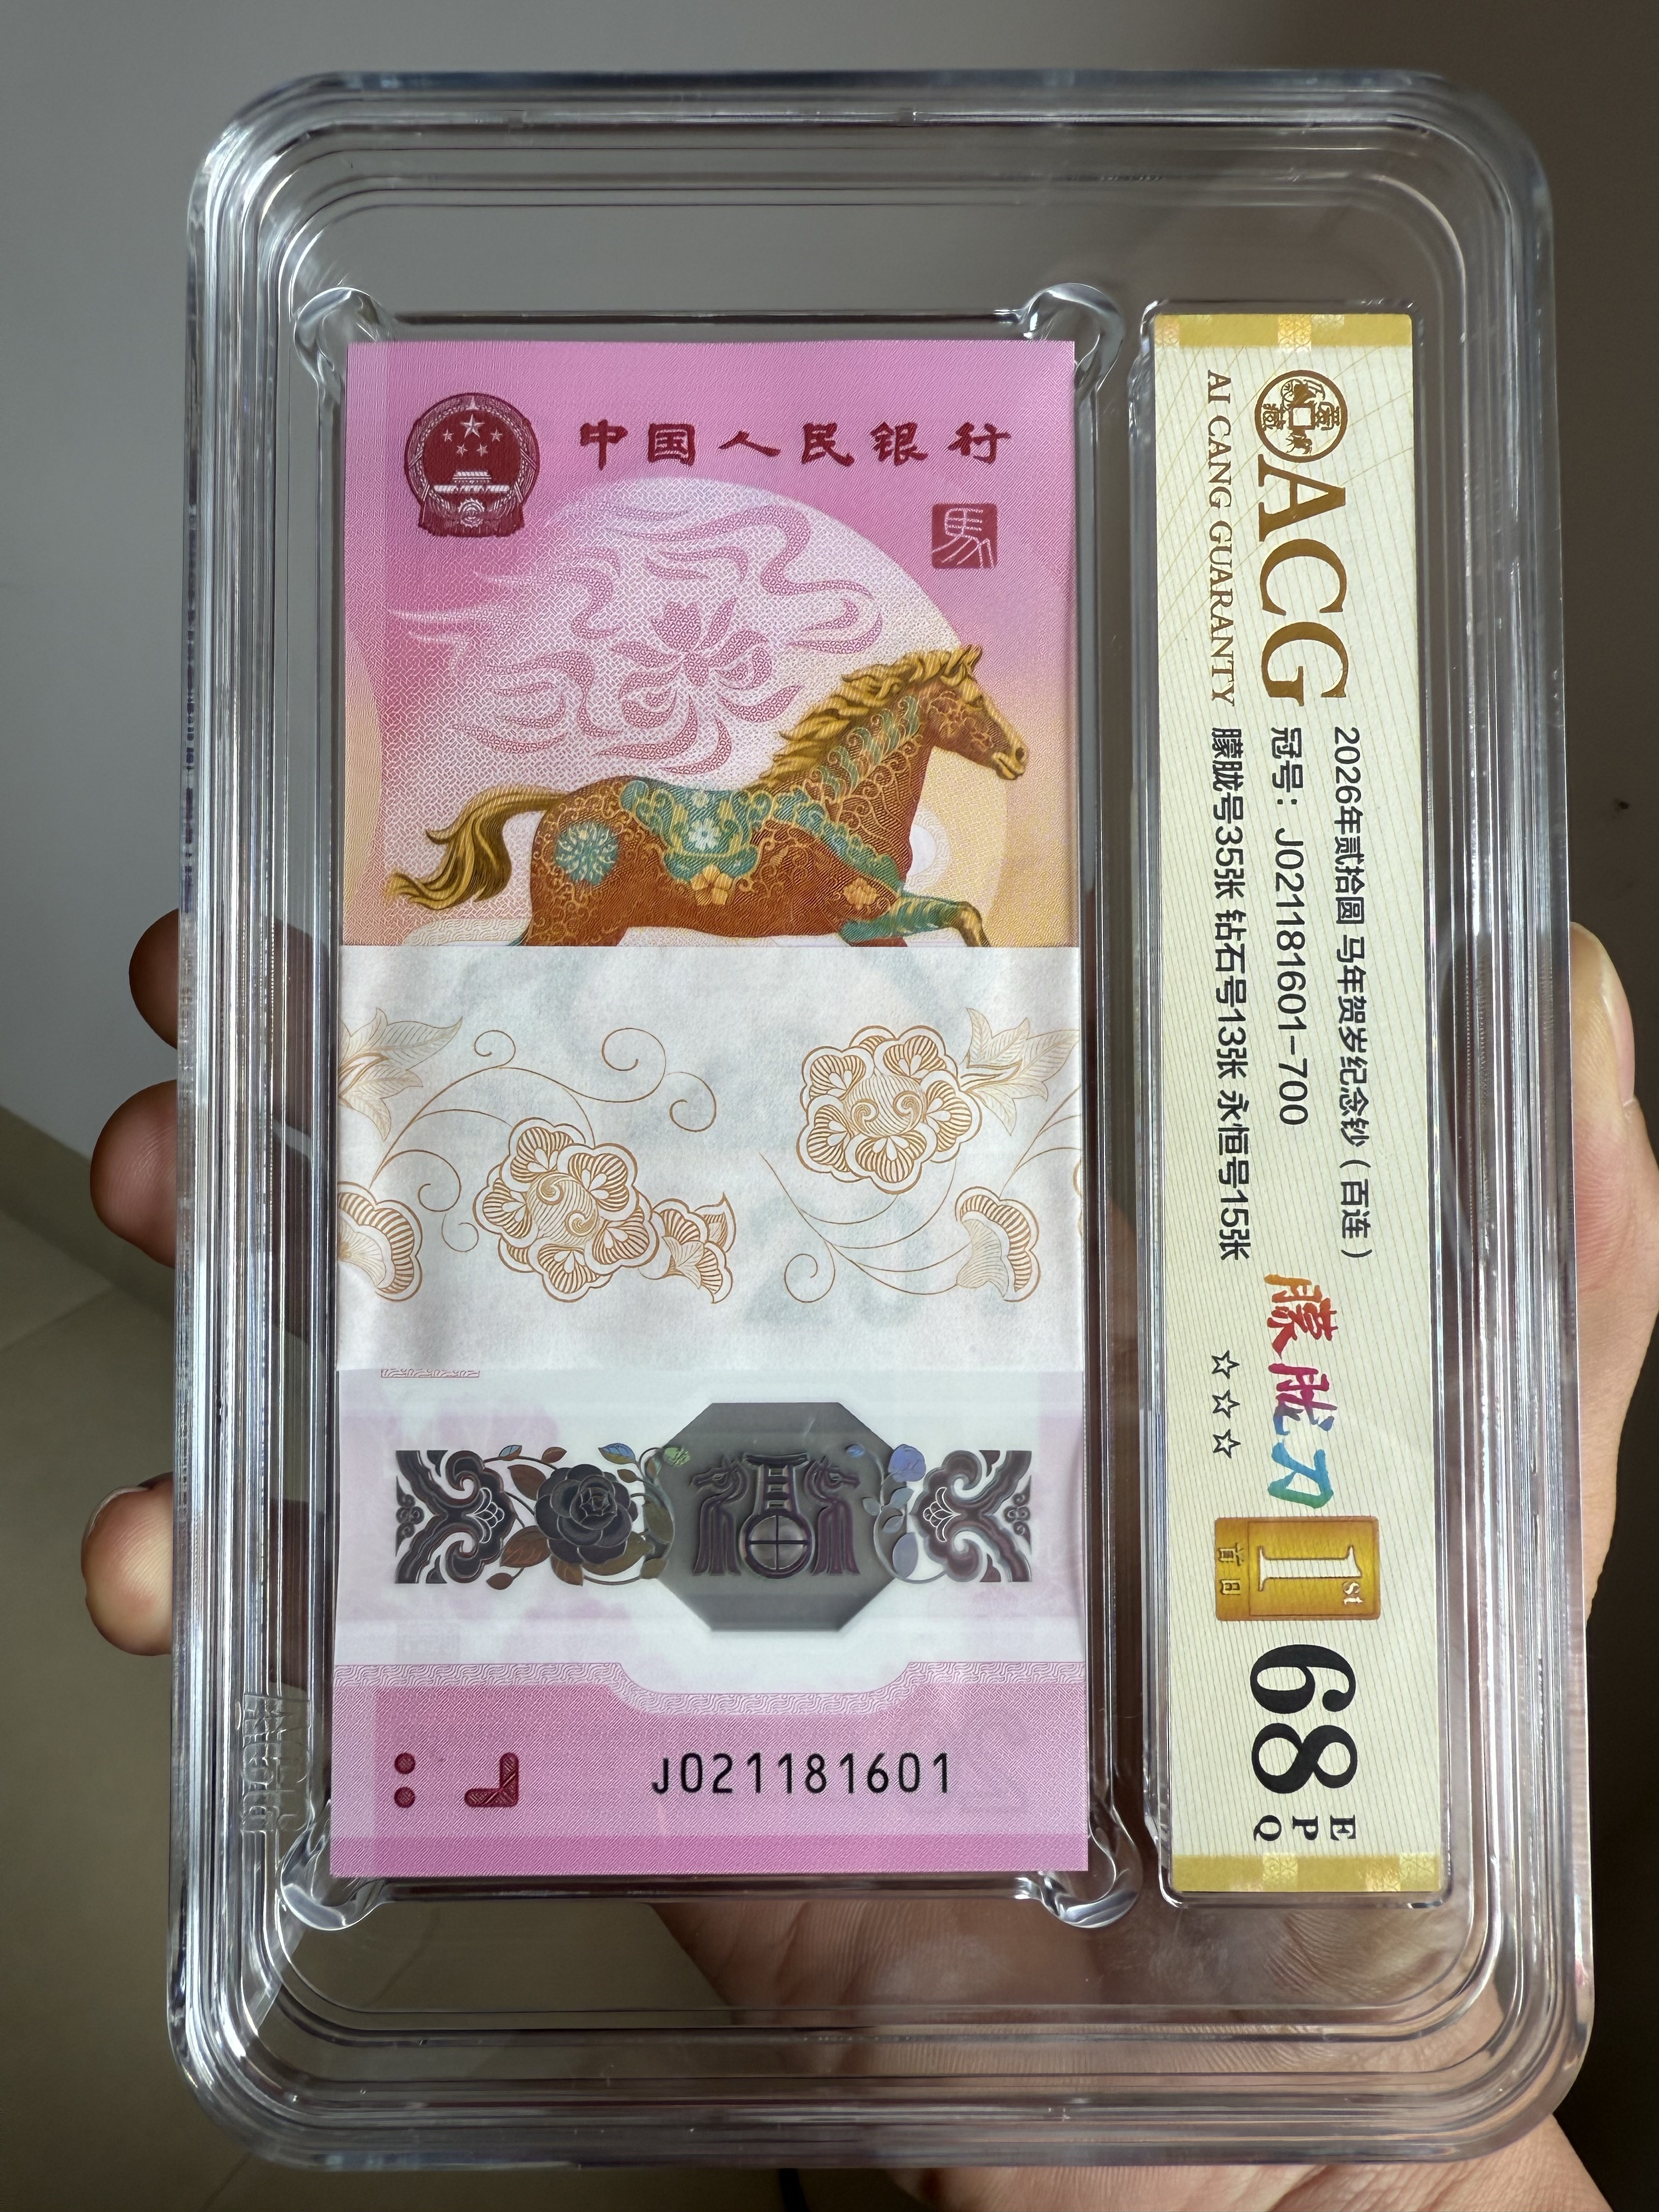 中国人民银行
馬
J021181601
ACG
AI CANG GUARANTY
2026年贰拾圆 马年贺岁纪念钞（百连）
冠号：J021181601-700
朦胧号35张 钻石号13张 永恒号15张
朦胧刀
☆☆☆
1st
首日
68
E
P
Q